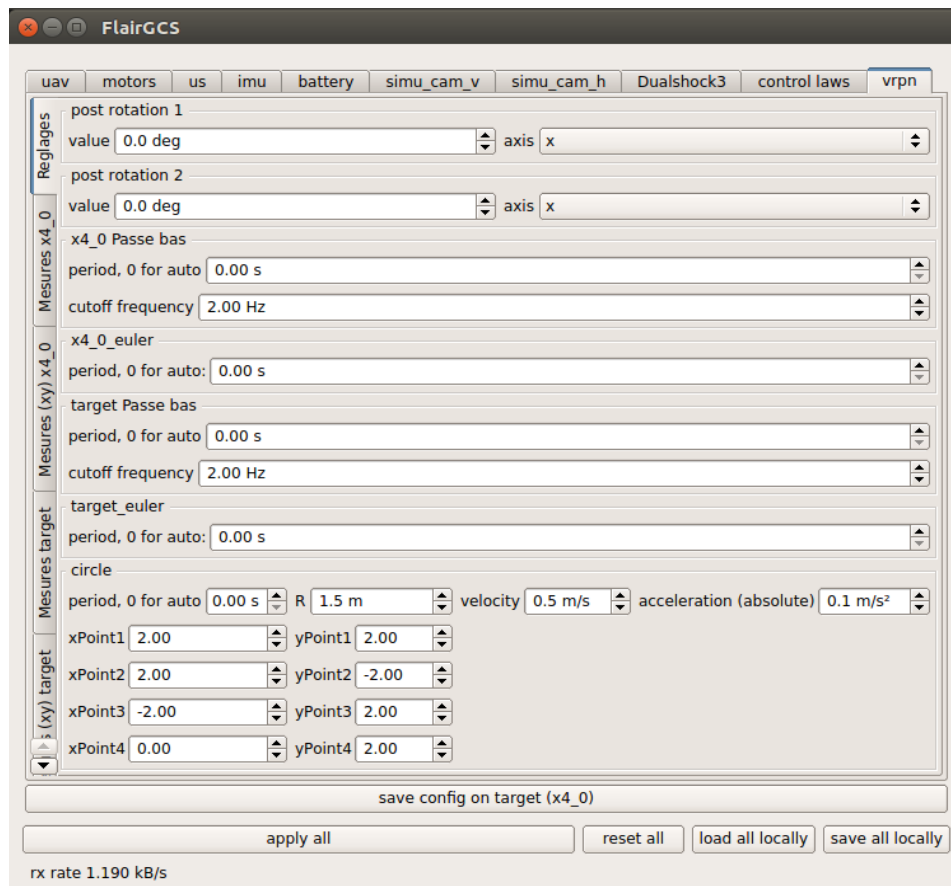 FlairGCS
uav motors us imu battery simu_cam_v simu_cam_h Dualshock3 control laws vrpn
Reglages
Mesures x4_0
Mesures (xy) x4_0
Mesures target
(xy) target
post rotation 1
value 0.0 deg axis x
post rotation 2
value 0.0 deg axis x
x4_0 Passe bas
period, 0 for auto 0.00 s
cutoff frequency 2.00 Hz
x4_0_euler
period, 0 for auto: 0.00 s
target Passe bas
period, 0 for auto 0.00 s
cutoff frequency 2.00 Hz
target_euler
period, 0 for auto: 0.00 s
circle
period, 0 for auto 0.00 s R 1.5 m velocity 0.5 m/s acceleration (absolute) 0.1 m/s²
xPoint1 2.00 yPoint1 2.00
xPoint2 2.00 yPoint2 -2.00
xPoint3 -2.00 yPoint3 2.00
xPoint4 0.00 yPoint4 2.00
save config on target (x4_0)
apply all reset all load all locally save all locally
rx rate 1.190 kB/s